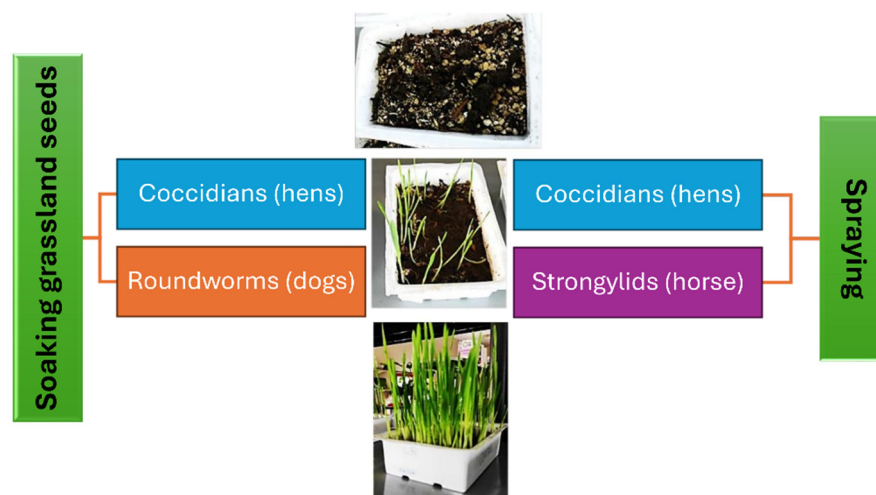 Soaking grassland seeds
Coccidians (hens)
Roundworms (dogs)
Coccidians (hens)
Strongylids (horse)
Spraying